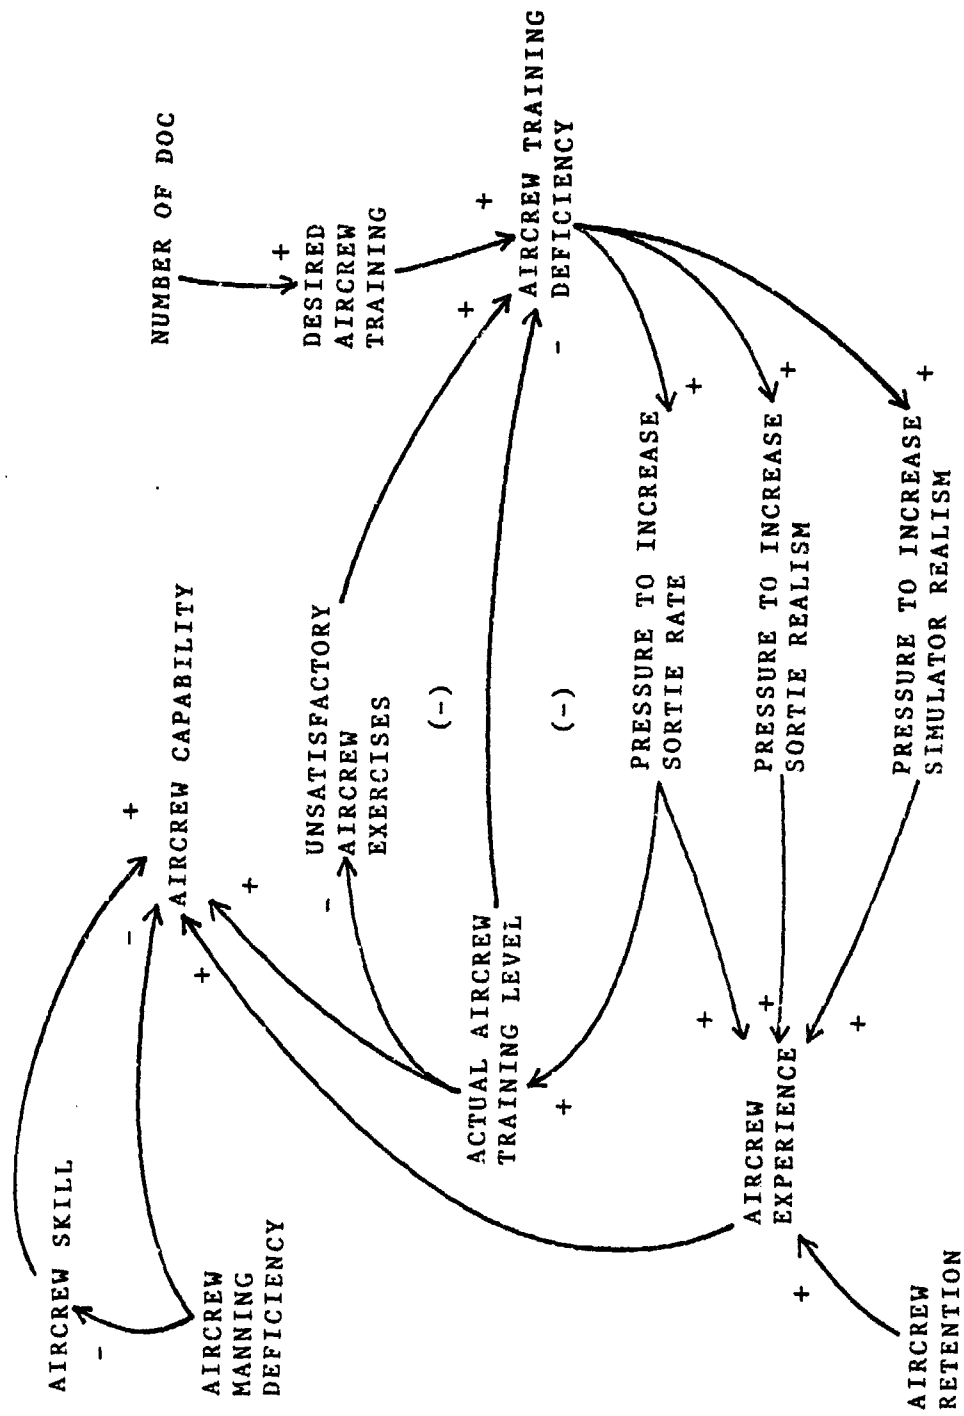 AIRCREW SKILL
-
AIRCREW
MANNING
DEFICIENCY
+
-
AIRCREW CAPABILITY
+
+
NUMBER OF DOC
+
DESIRED
AIRCREW
TRAINING
-
UNSATISFACTORY
AIRCREW
EXERCISES
(-)
+
+
ACTUAL AIRCREW
TRAINING LEVEL
+
(-)
-
AIRCREW TRAINING
DEFICIENCY
PRESSURE TO INCREASE
SORTIE RATE
+
+
AIRCREW
EXPERIENCE
+
+
+
PRESSURE TO INCREASE
SORTIE REALISM
+
AIRCREW
RETENTION
PRESSURE TO INCREASE
SIMULATOR REALISM
+